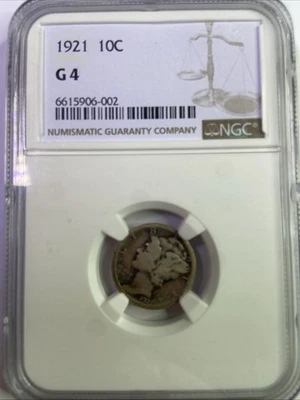 1921 10C
G 4
6615906-002
NUMISMATIC GUARANTY COMPANY
NGC®